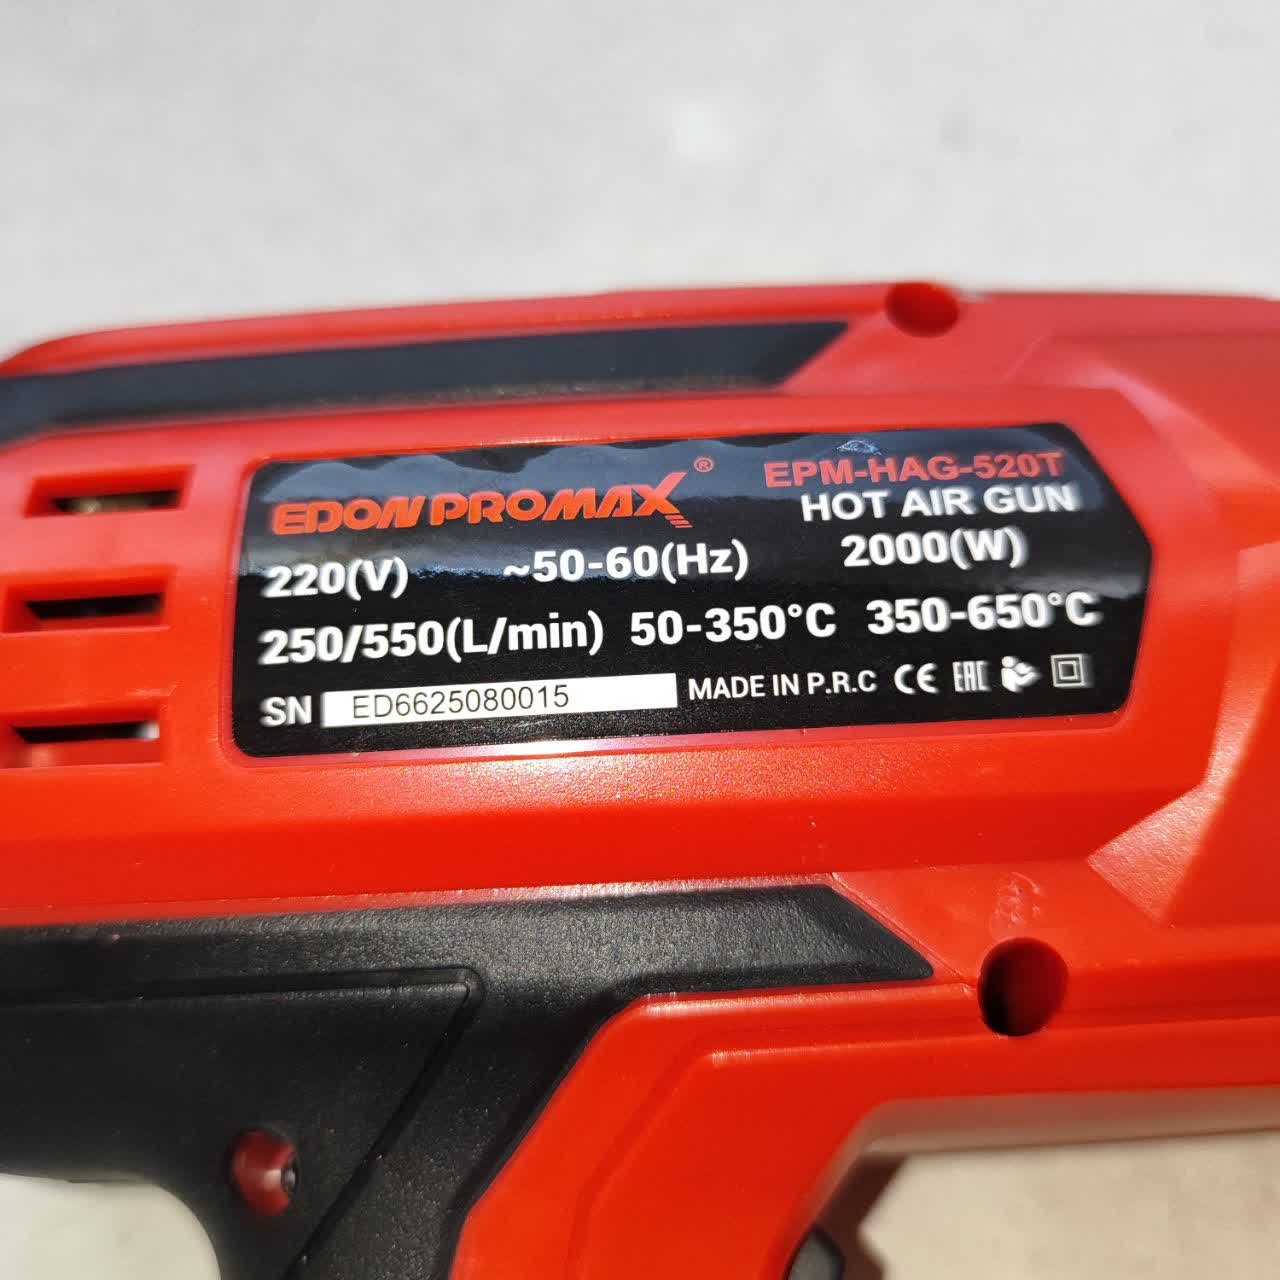 EDON PROMAX ® EPM-HAG-520T
HOT AIR GUN
220(V) ~50-60(Hz) 2000(W)
250/550(L/min) 50-350°C 350-650°C
SN ED6625080015 MADE IN P.R.C CE EAC